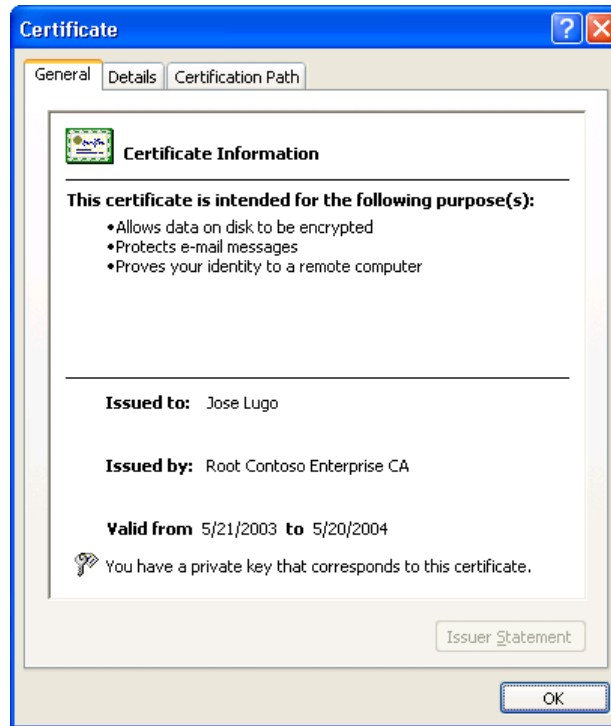 Certificate
General Details Certification Path
Certificate Information
This certificate is intended for the following purpose(s):
•Allows data on disk to be encrypted
•Protects e-mail messages
•Proves your identity to a remote computer
Issued to: Jose Lugo
Issued by: Root Contoso Enterprise CA
Valid from 5/21/2003 to 5/20/2004
You have a private key that corresponds to this certificate.
Issuer Statement
OK